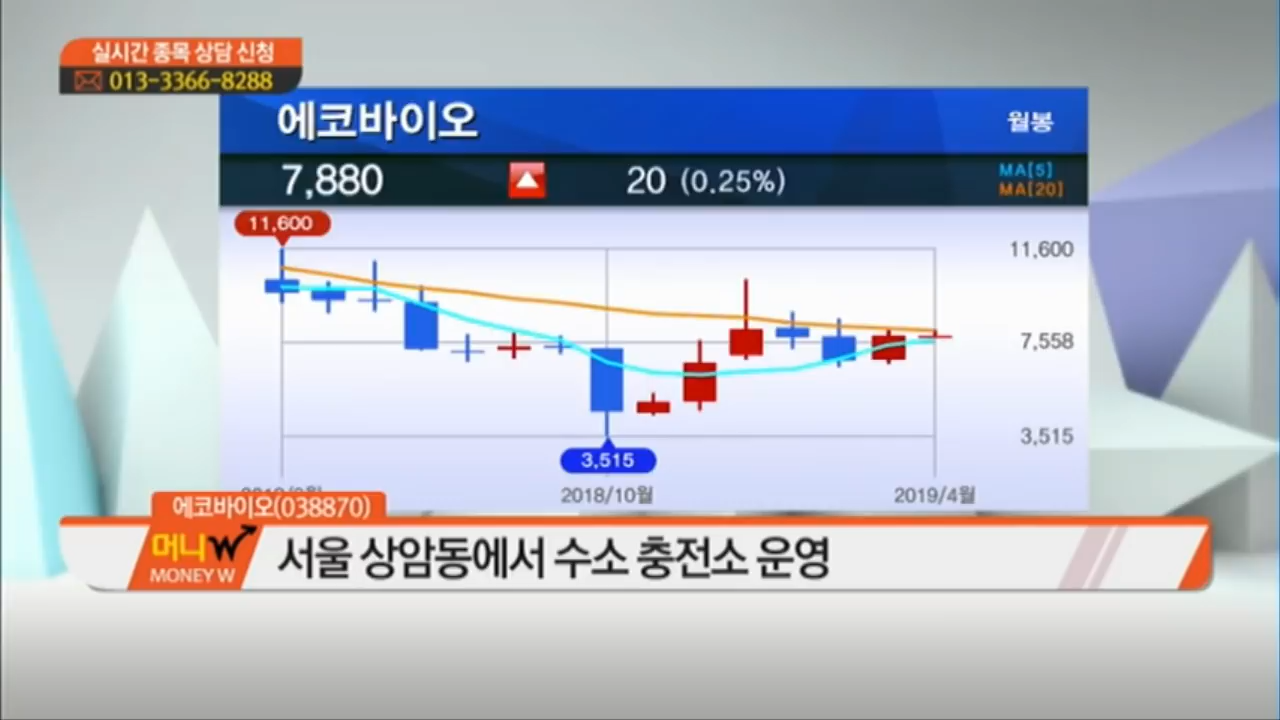 실시간 종목 상담 신청
013-3366-8288
에코바이오
월봉
7,880
20 (0.25%)
MA[5]
MA[20]
11,600
11,600
7,558
3,515
3,515
2018/10월
2019/4월
에코바이오(038870)
머니W
MONEY W
서울 상암동에서 수소 충전소 운영